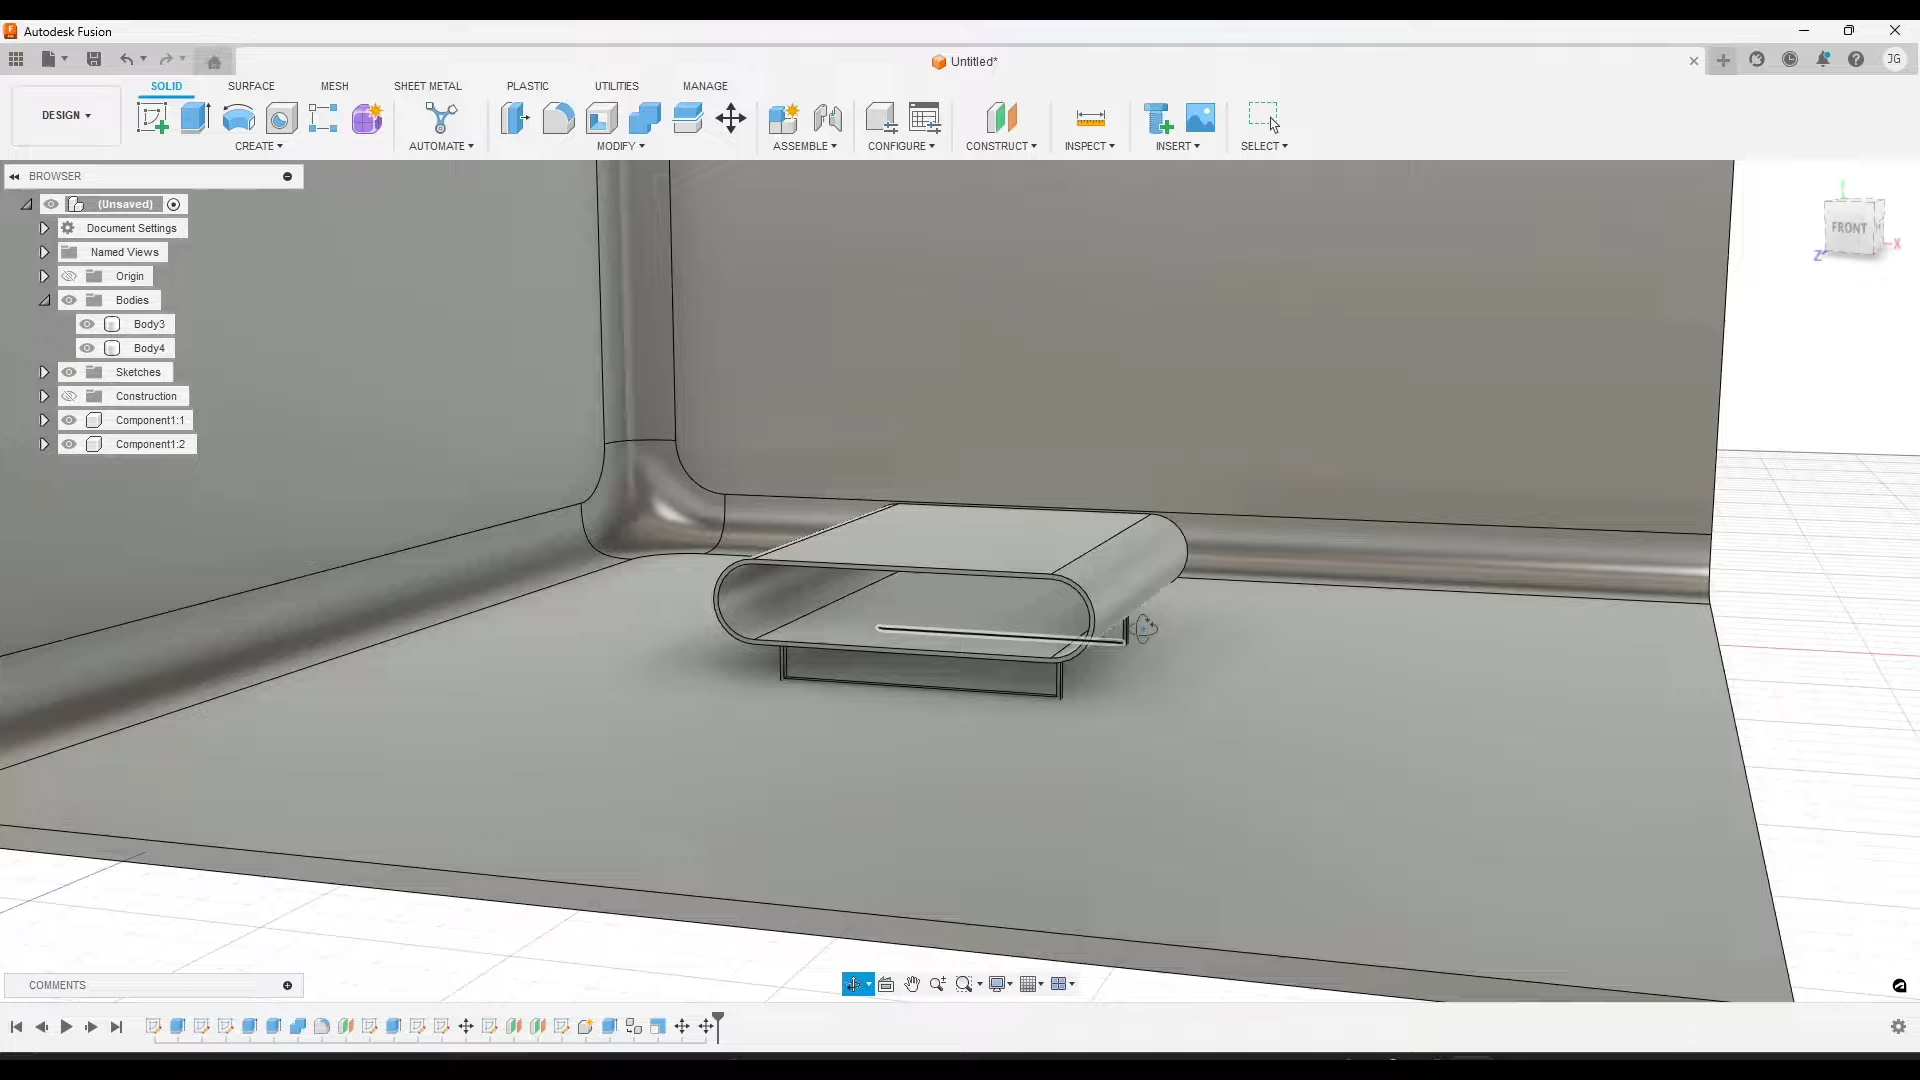 Autodesk Fusion
Untitled*
JG
DESIGN
SOLID
SURFACE
MESH
SHEET METAL
PLASTIC
UTILITIES
MANAGE
CREATE
AUTOMATE
MODIFY
ASSEMBLE
CONFIGURE
CONSTRUCT
INSPECT
INSERT
SELECT
BROWSER
(Unsaved)
Document Settings
Named Views
Origin
Bodies
Body3
Body4
Sketches
Construction
Component1:1
Component1:2
FRONT
X
Z
COMMENTS